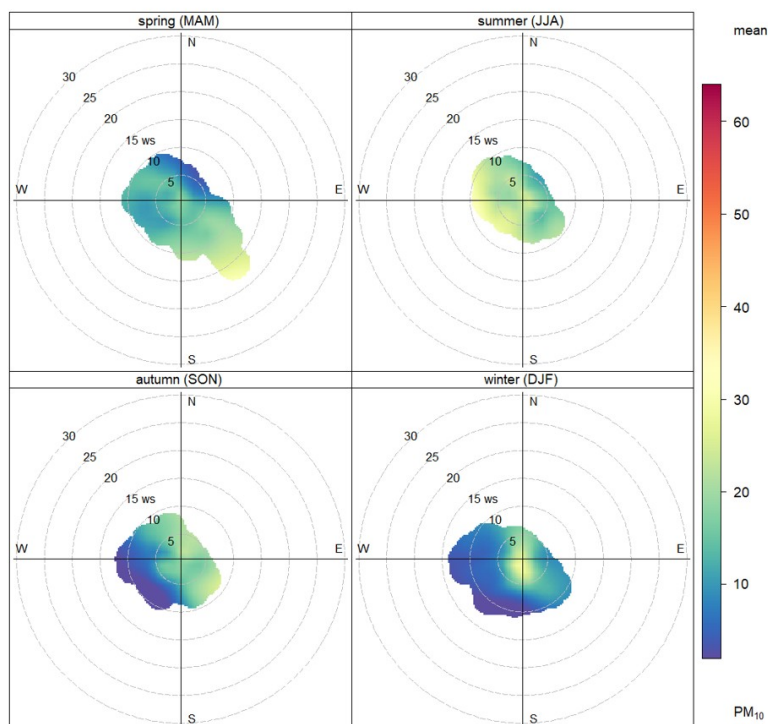 spring (MAM)
N
30
25
20
15 ws
10
5
W
E
S
summer (JJA)
N
30
25
20
15 ws
10
5
W
E
S
autumn (SON)
N
30
25
20
15 ws
10
5
W
E
S
winter (DJF)
N
30
25
20
15 ws
10
5
W
E
S
mean
60
50
40
30
20
10
PM10